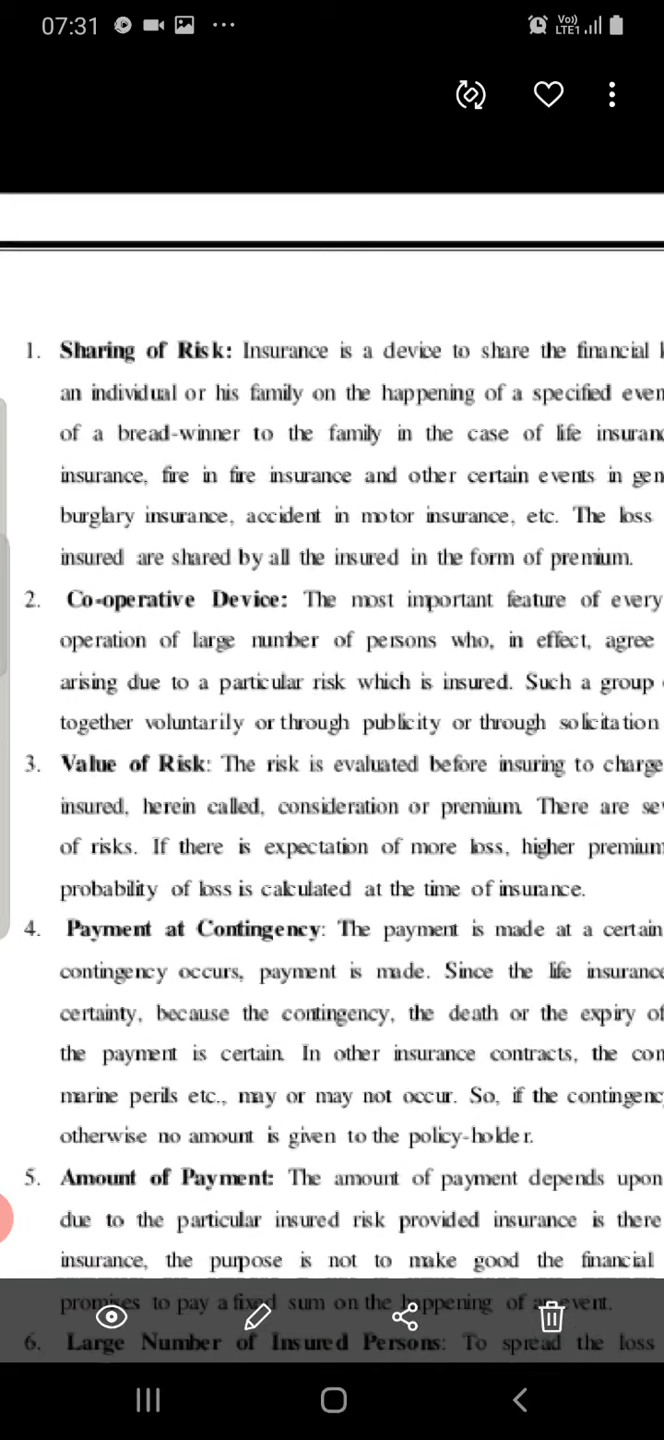 07:31
Vo))
LTE1
1. Sharing of Risk: Insurance is a device to share the financial
an individual or his family on the happening of a specified even
of a bread-winner to the family in the case of life insuranc
insurance, fire in fire insurance and other certain events in gen
burglary insurance, accident in motor insurance, etc. The loss
insured are shared by all the insured in the form of premium.
2. Co-operative Device: The most important feature of every
operation of large number of persons who, in effect, agree
arising due to a particular risk which is insured. Such a group
together voluntarily or through publicity or through solicitation
3. Value of Risk: The risk is evaluated before insuring to charge
insured, herein called, consideration or premium. There are se
of risks. If there is expectation of more loss, higher premium
probability of loss is calculated at the time of insurance.
4. Payment at Contingency: The payment is made at a certain
contingency occurs, payment is made. Since the life insurance
certainty, because the contingency, the death or the expiry of
the payment is certain. In other insurance contracts, the con
marine perils etc., may or may not occur. So, if the contingenc
otherwise no amount is given to the policy-holder.
5. Amount of Payment: The amount of payment depends upon
due to the particular insured risk provided insurance is there
insurance, the purpose is not to make good the financial
promises to pay a fixed sum on the happening of an event.
6. Large Number of Insured Persons: To spread the loss